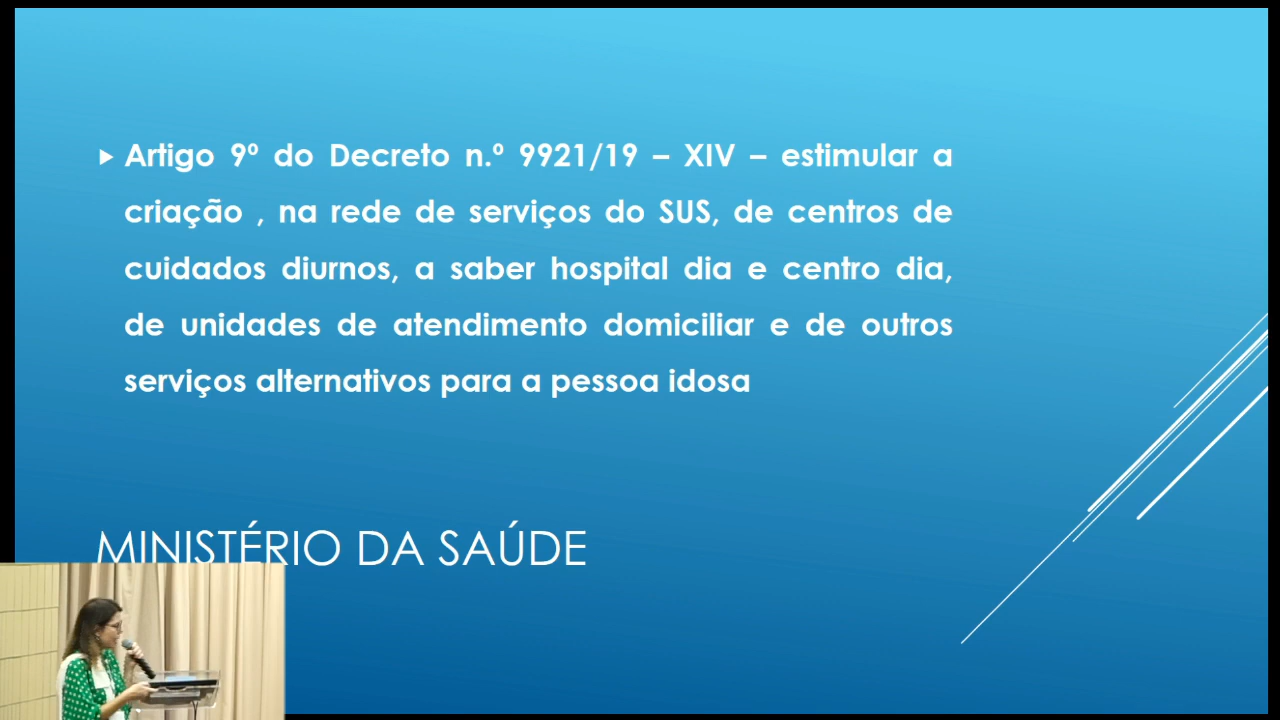 Artigo 9º do Decreto n.º 9921/19 – XIV – estimular a
criação , na rede de serviços do SUS, de centros de
cuidados diurnos, a saber hospital dia e centro dia,
de unidades de atendimento domiciliar e de outros
serviços alternativos para a pessoa idosa
MINISTÉRIO DA SAÚDE